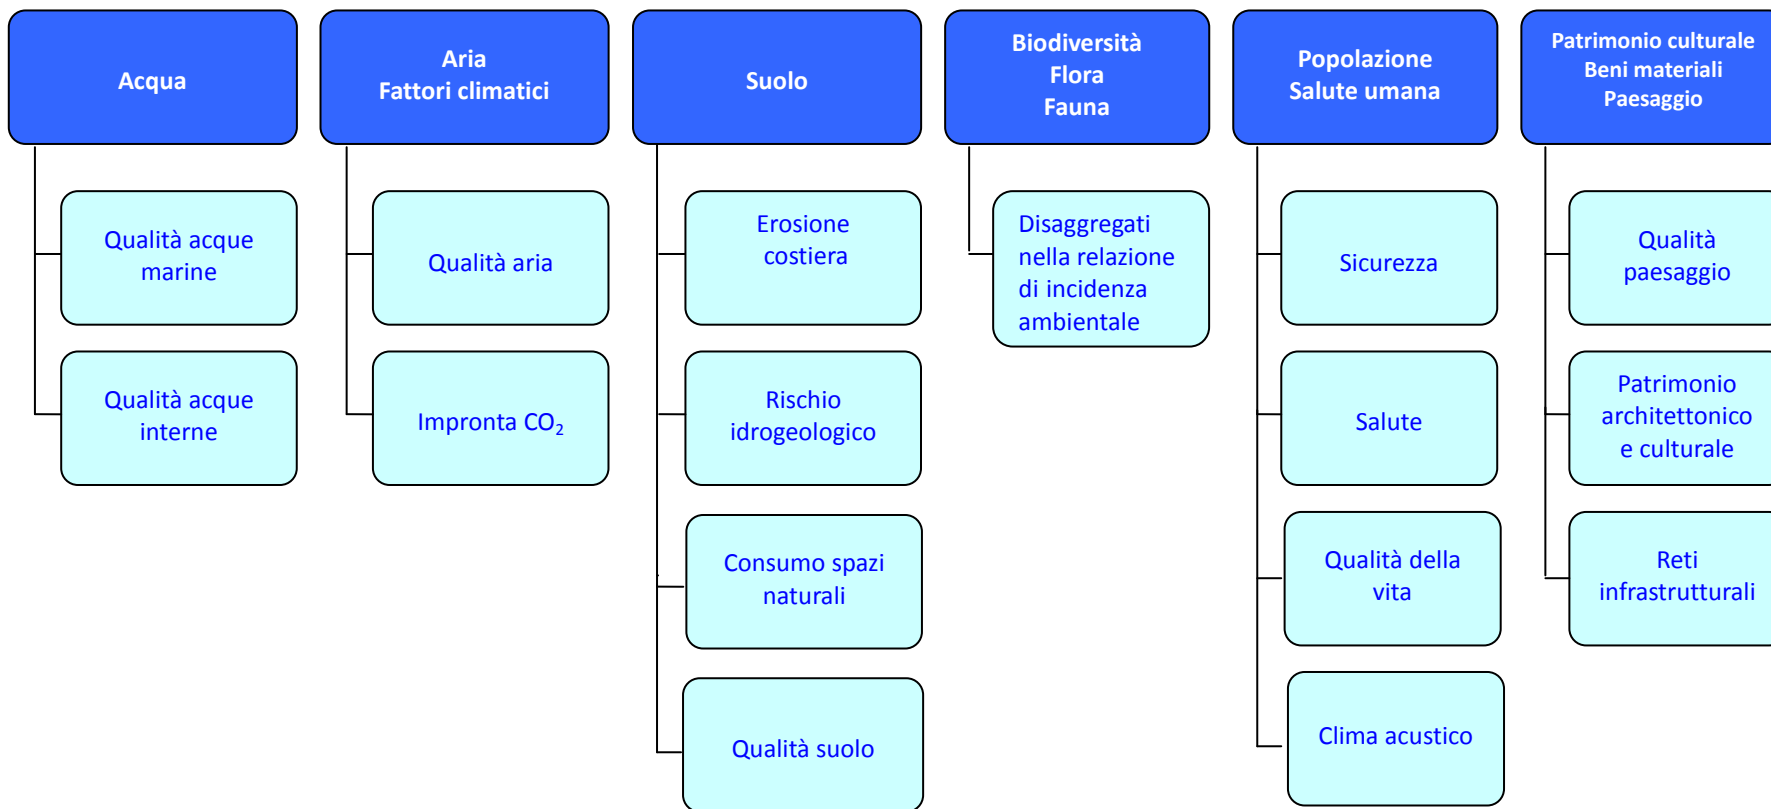 Acqua
Aria
Fattori climatici
Suolo
Biodiversità
Flora
Fauna
Popolazione
Salute umana
Patrimonio culturale
Beni materiali
Paesaggio
Qualità acque
marine
Qualità acque
interne
Qualità aria
Impronta CO₂
Erosione
costiera
Rischio
idrogeologico
Consumo spazi
naturali
Qualità suolo
Disaggregati
nella relazione
di incidenza
ambientale
Sicurezza
Salute
Qualità della
vita
Clima acustico
Qualità
paesaggio
Patrimonio
architettonico
e culturale
Reti
infrastrutturali